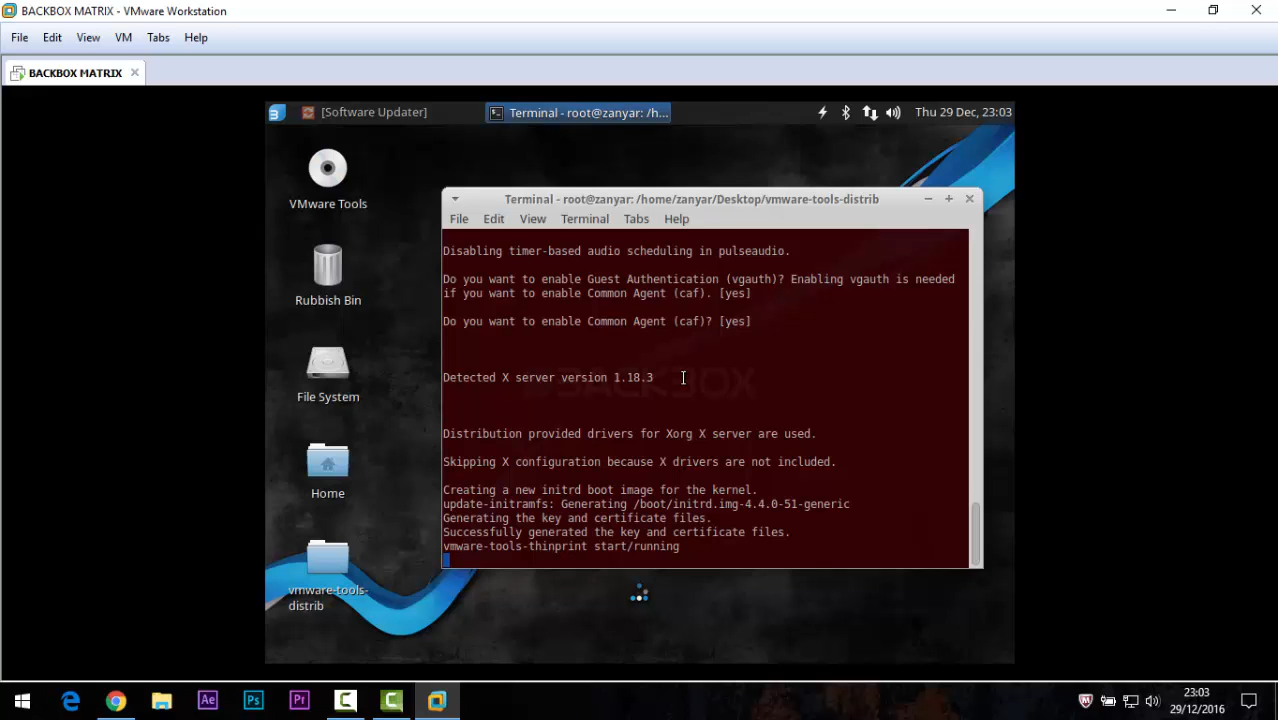 BACKBOX MATRIX - VMware Workstation
File Edit View VM Tabs Help
BACKBOX MATRIX
[Software Updater]
Terminal - root@zanyar: /h...
Thu 29 Dec, 23:03
VMware Tools
Rubbish Bin
File System
Home
vmware-tools-
distrib
Terminal - root@zanyar: /home/zanyar/Desktop/vmware-tools-distrib
File Edit View Terminal Tabs Help
Disabling timer-based audio scheduling in pulseaudio.
Do you want to enable Guest Authentication (vgauth)? Enabling vgauth is needed
if you want to enable Common Agent (caf). [yes]
Do you want to enable Common Agent (caf)? [yes]
Detected X server version 1.18.3
BACKBOX
Distribution provided drivers for Xorg X server are used.
Skipping X configuration because X drivers are not included.
Creating a new initrd boot image for the kernel.
update-initramfs: Generating /boot/initrd.img-4.4.0-51-generic
Generating the key and certificate files.
Successfully generated the key and certificate files.
vmware-tools-thinprint start/running
Ae
Ps
Pr
C
C
23:03
29/12/2016